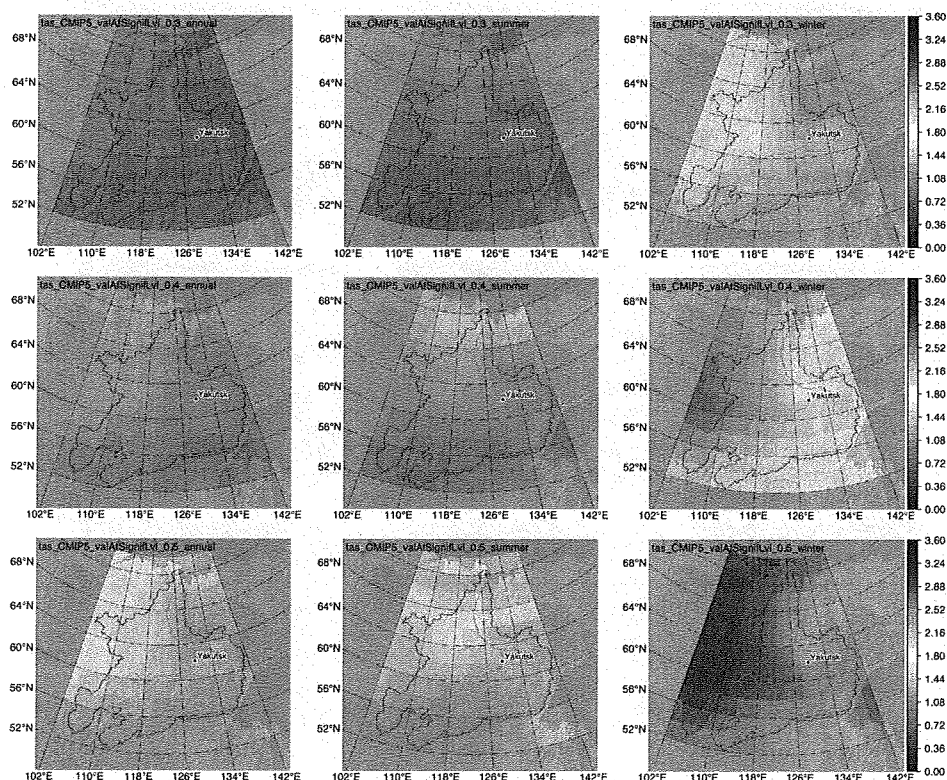 tas_CMIP5_valAtSignifLvl_0.3_annual
tas_CMIP5_valAtSignifLvl_0.3_summer
tas_CMIP5_valAtSignifLvl_0.3_winter
68°N
64°N
60°N
56°N
52°N
Yakutsk
102°E 110°E 118°E 126°E 134°E 142°E
68°N
64°N
60°N
56°N
52°N
Yakutsk
102°E 110°E 118°E 126°E 134°E 142°E
68°N
64°N
60°N
56°N
52°N
Yakutsk
102°E 110°E 118°E 126°E 134°E 142°E
3.60
3.24
2.88
2.52
2.16
1.80
1.44
1.08
0.72
0.36
0.00
tas_CMIP5_valAtSignifLvl_0.4_annual
tas_CMIP5_valAtSignifLvl_0.4_summer
tas_CMIP5_valAtSignifLvl_0.4_winter
68°N
64°N
60°N
56°N
52°N
Yakutsk
102°E 110°E 118°E 126°E 134°E 142°E
68°N
64°N
60°N
56°N
52°N
Yakutsk
102°E 110°E 118°E 126°E 134°E 142°E
68°N
64°N
60°N
56°N
52°N
Yakutsk
102°E 110°E 118°E 126°E 134°E 142°E
3.60
3.24
2.88
2.52
2.16
1.80
1.44
1.08
0.72
0.36
0.00
tas_CMIP5_valAtSignifLvl_0.5_annual
tas_CMIP5_valAtSignifLvl_0.5_summer
tas_CMIP5_valAtSignifLvl_0.5_winter
68°N
64°N
60°N
56°N
52°N
Yakutsk
102°E 110°E 118°E 126°E 134°E 142°E
68°N
64°N
60°N
56°N
52°N
Yakutsk
102°E 110°E 118°E 126°E 134°E 142°E
68°N
64°N
60°N
56°N
52°N
Yakutsk
102°E 110°E 118°E 126°E 134°E 142°E
3.60
3.24
2.88
2.52
2.16
1.80
1.44
1.08
0.72
0.36
0.00